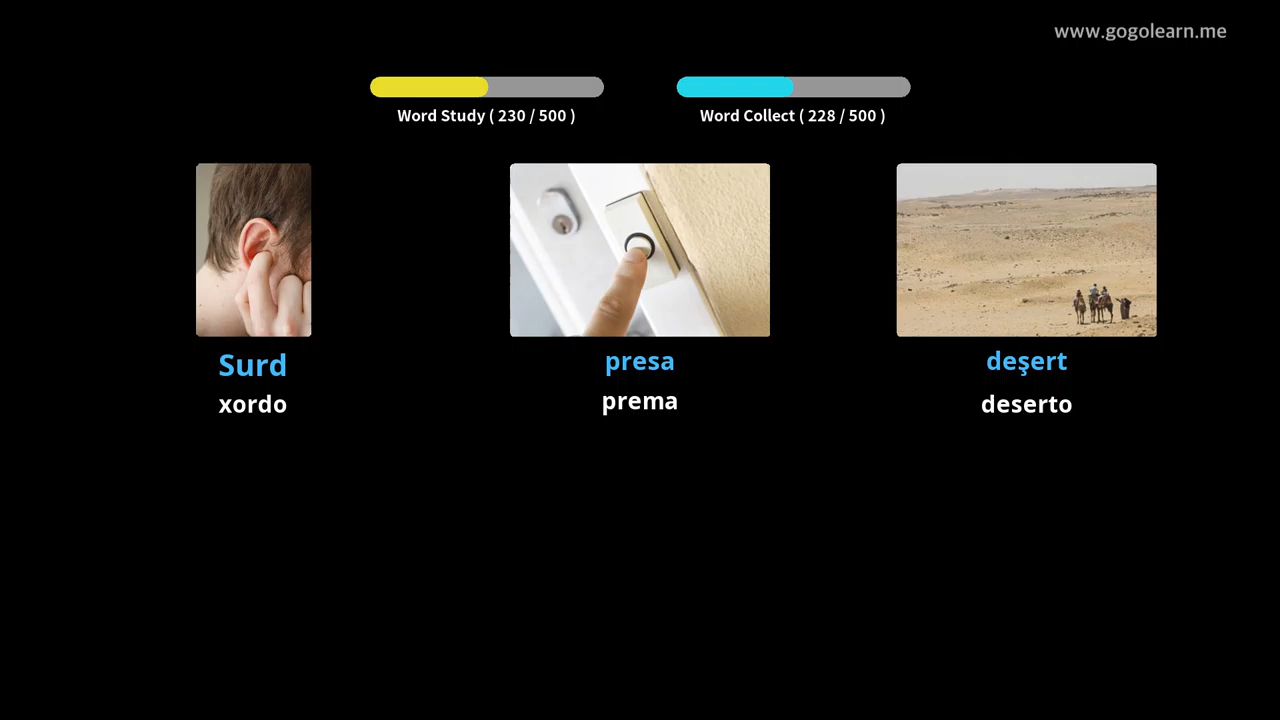 www.gogolearn.me
Word Study ( 230 / 500 )
Word Collect ( 228 / 500 )
Surd
xordo
presa
prema
deşert
deserto